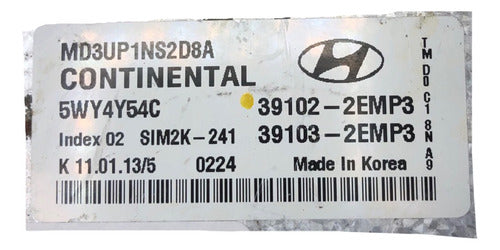 MD3UP1NS2D8A
CONTINENTAL
5WY4Y54C 39102-2EMP3
Index 02 SIM2K-241 39103-2EMP3
K 11.01.13/5 0224 Made In Korea
TM D0 C1 8N A9